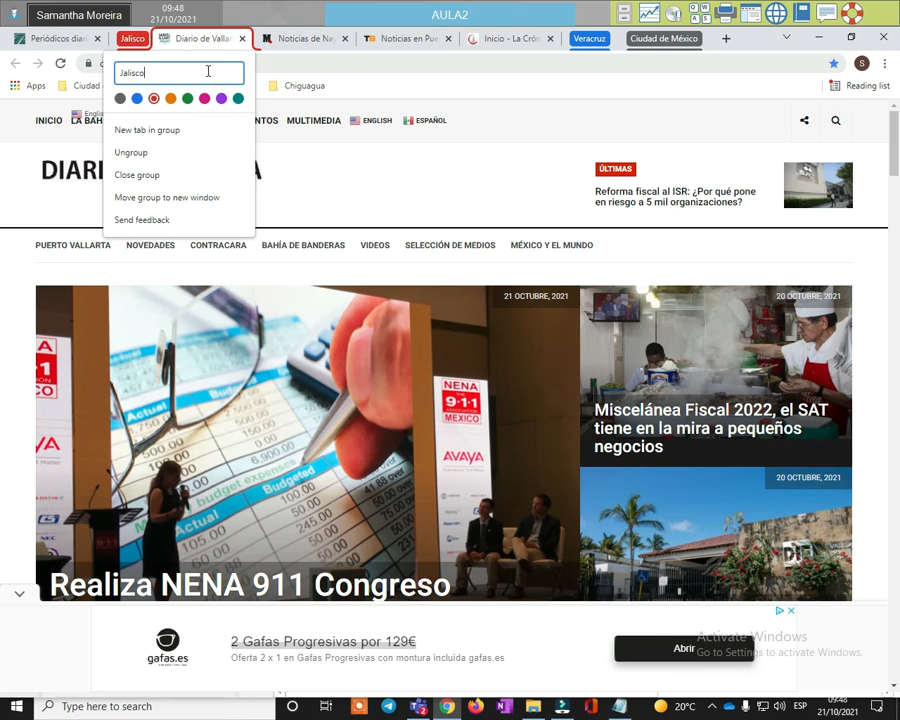 Samantha Moreira
09:48
21/10/2021
AULA2
Periódicos diari
Jalisco
Diario de Vallar
Noticias de Nay
Noticias en Pue
Inicio - La Crón
Veracruz
Ciudad de México
Apps
Ciudad
Chiguagua
Reading list
Jalisco
New tab in group
Ungroup
Close group
Move group to new window
Send feedback
INICIO
LA BAH
NTOS
MULTIMEDIA
ENGLISH
ESPAÑOL
DIARI
A
ÚLTIMAS
Reforma fiscal al ISR: ¿Por qué pone
en riesgo a 5 mil organizaciones?
PUERTO VALLARTA
NOVEDADES
CONTRACARA
BAHÍA DE BANDERAS
VIDEOS
SELECCIÓN DE MEDIOS
MÉXICO Y EL MUNDO
21 OCTUBRE, 2021
20 OCTUBRE, 2021
Actual
Budgeted
budget expenses
NENA
9-1-1
MEXICO
AVAYA
Miscelánea Fiscal 2022, el SAT
tiene en la mira a pequeños
negocios
20 OCTUBRE, 2021
Realiza NENA 911 Congreso
gafas.es
2 Gafas Progresivas por 129€
Oferta 2 x 1 en Gafas Progresivas con montura incluida gafas.es
Abrir
Activate Windows
Go to Settings to activate Windows.
Type here to search
20°C
ESP
09:48
21/10/2021